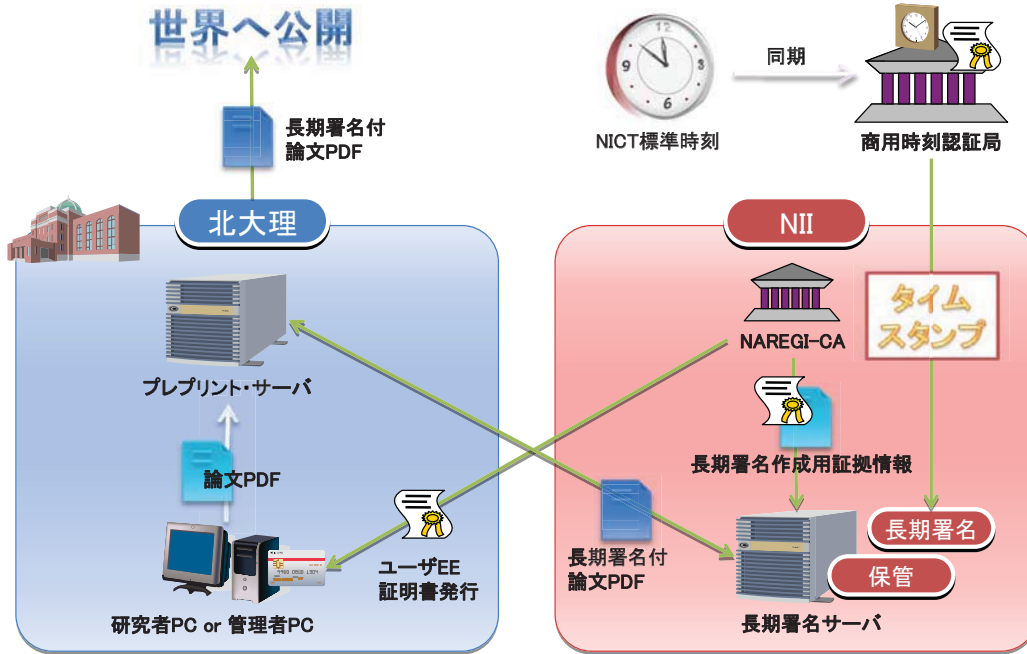 世界へ公開
長期署名付
論文PDF
12
9
3
6
NICT標準時刻
同期
商用時刻認証局
北大理
プレプリント・サーバ
論文PDF
研究者PC or 管理者PC
ユーザEE
証明書発行
NII
NAREGI-CA
タイム
スタンプ
長期署名作成用証拠情報
長期署名付
論文PDF
長期署名
保管
長期署名サーバ